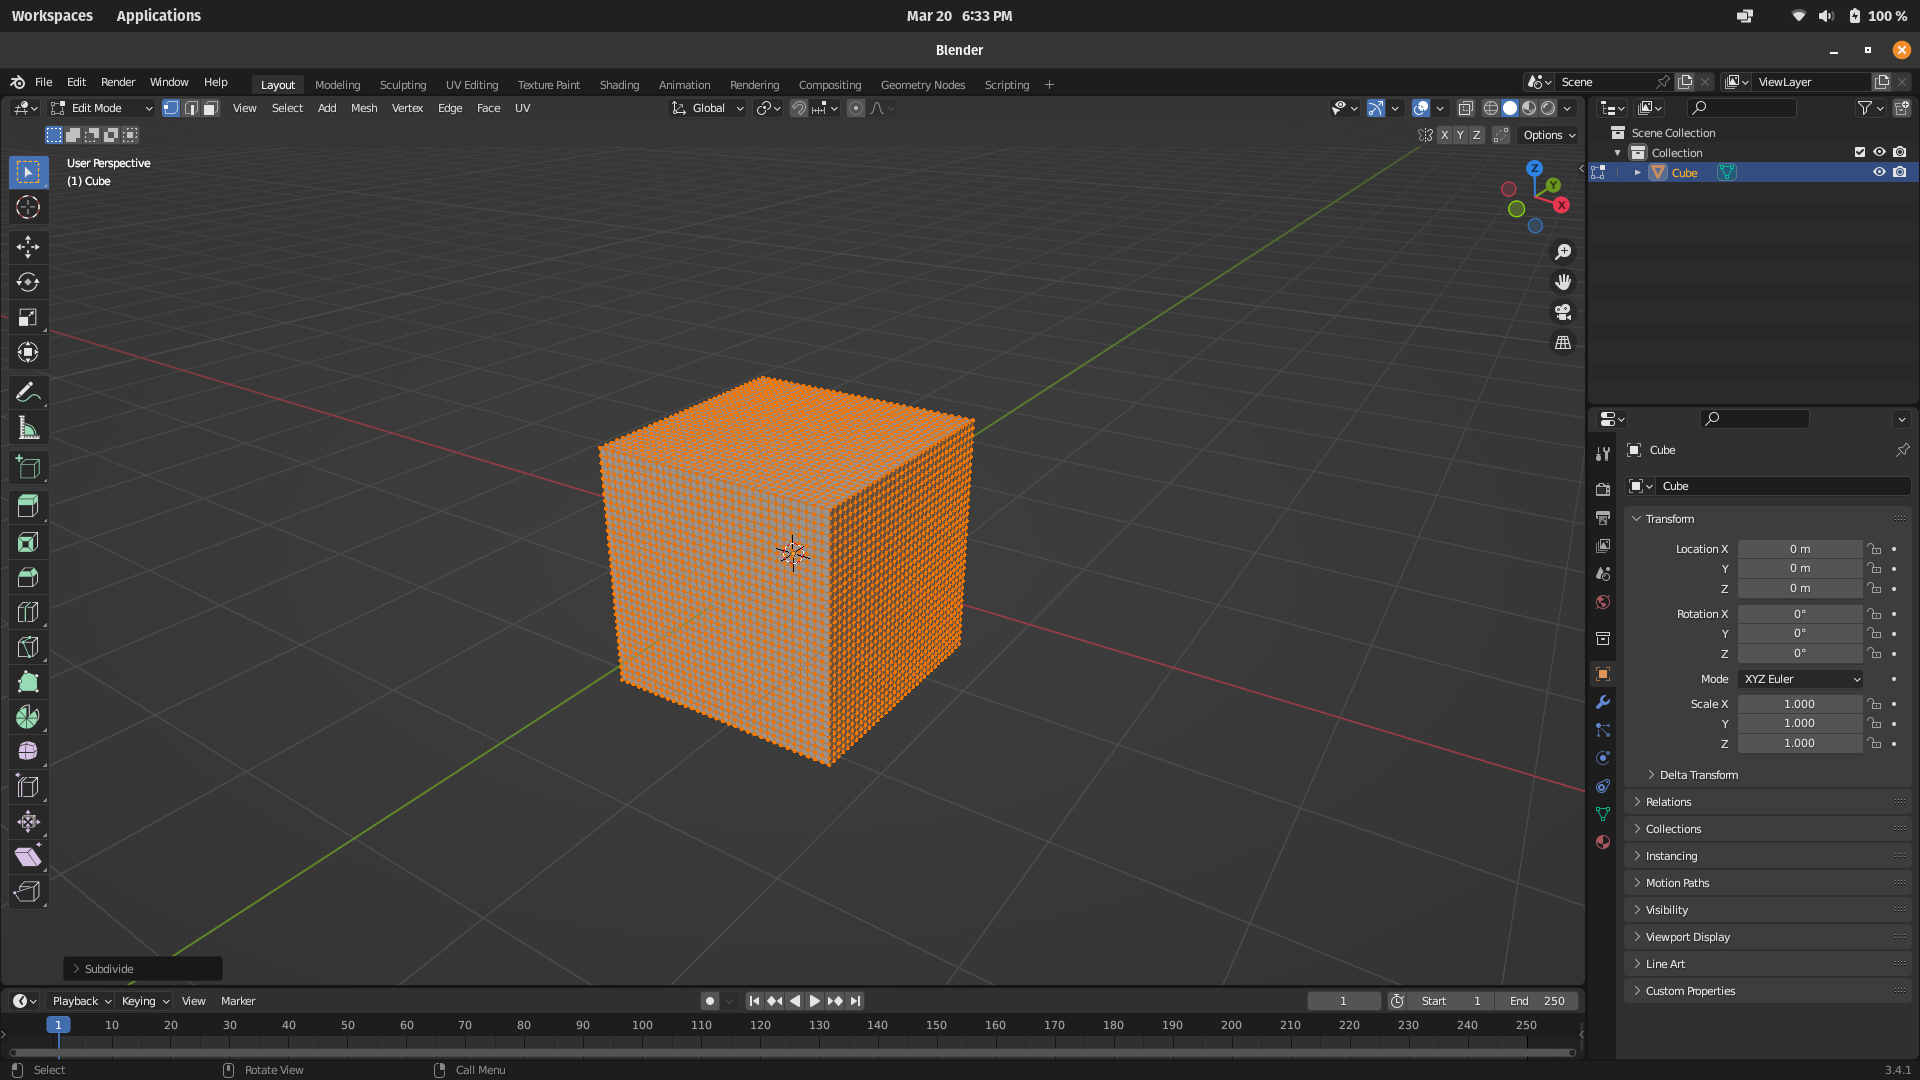 Workspaces Applications Mar 20 6:33 PM 100 %
Blender
File Edit Render Window Help Layout Modeling Sculpting UV Editing Texture Paint Shading Animation Rendering Compositing Geometry Nodes Scripting + Scene ViewLayer
Edit Mode View Select Add Mesh Vertex Edge Face UV Global
X Y Z Options
User Perspective
(1) Cube
Z
Y
X
Scene Collection
Collection
Cube
Cube
Cube
Transform
Location X 0 m
Y 0 m
Z 0 m
Rotation X 0°
Y 0°
Z 0°
Mode XYZ Euler
Scale X 1.000
Y 1.000
Z 1.000
Delta Transform
Relations
Collections
Instancing
Motion Paths
Visibility
Viewport Display
Line Art
Custom Properties
Subdivide
Playback Keying View Marker 1 Start 1 End 250
1 10 20 30 40 50 60 70 80 90 100 110 120 130 140 150 160 170 180 190 200 210 220 230 240 250
Select Rotate View Call Menu 3.4.1